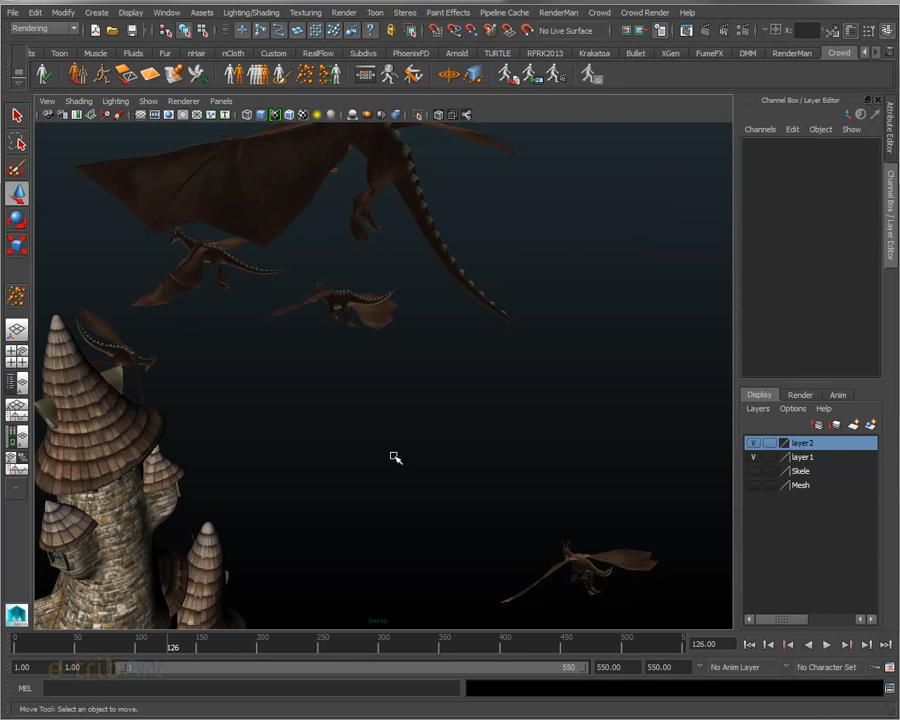 File Edit Modify Create Display Window Assets Lighting/Shading Texturing Render Toon Stereo Paint Effects Pipeline Cache RenderMan Crowd Crowd Render Help
Rendering No Live Surface X: Y:
ts Toon Muscle Fluids Fur nHair nCloth Custom RealFlow Subdivs PhoenixFD Arnold TURTLE RFRK2013 Krakatoa Bullet XGen FumeFX DMM RenderMan Crowd
View Shading Lighting Show Renderer Panels
Channel Box / Layer Editor
Channels Edit Object Show
Attribute Editor
Channel Box / Layer Editor
Display Render Anim
Layers Options Help
V layer2
V layer1
Skele
Mesh
persp
MAYA
0 50 100 150 200 250 300 350 400 450 500 5
126
126.00
1.00 1.00 1 550 550.00 550.00 No Anim Layer No Character Set
e-tribArt
MEL
Move Tool: Select an object to move.